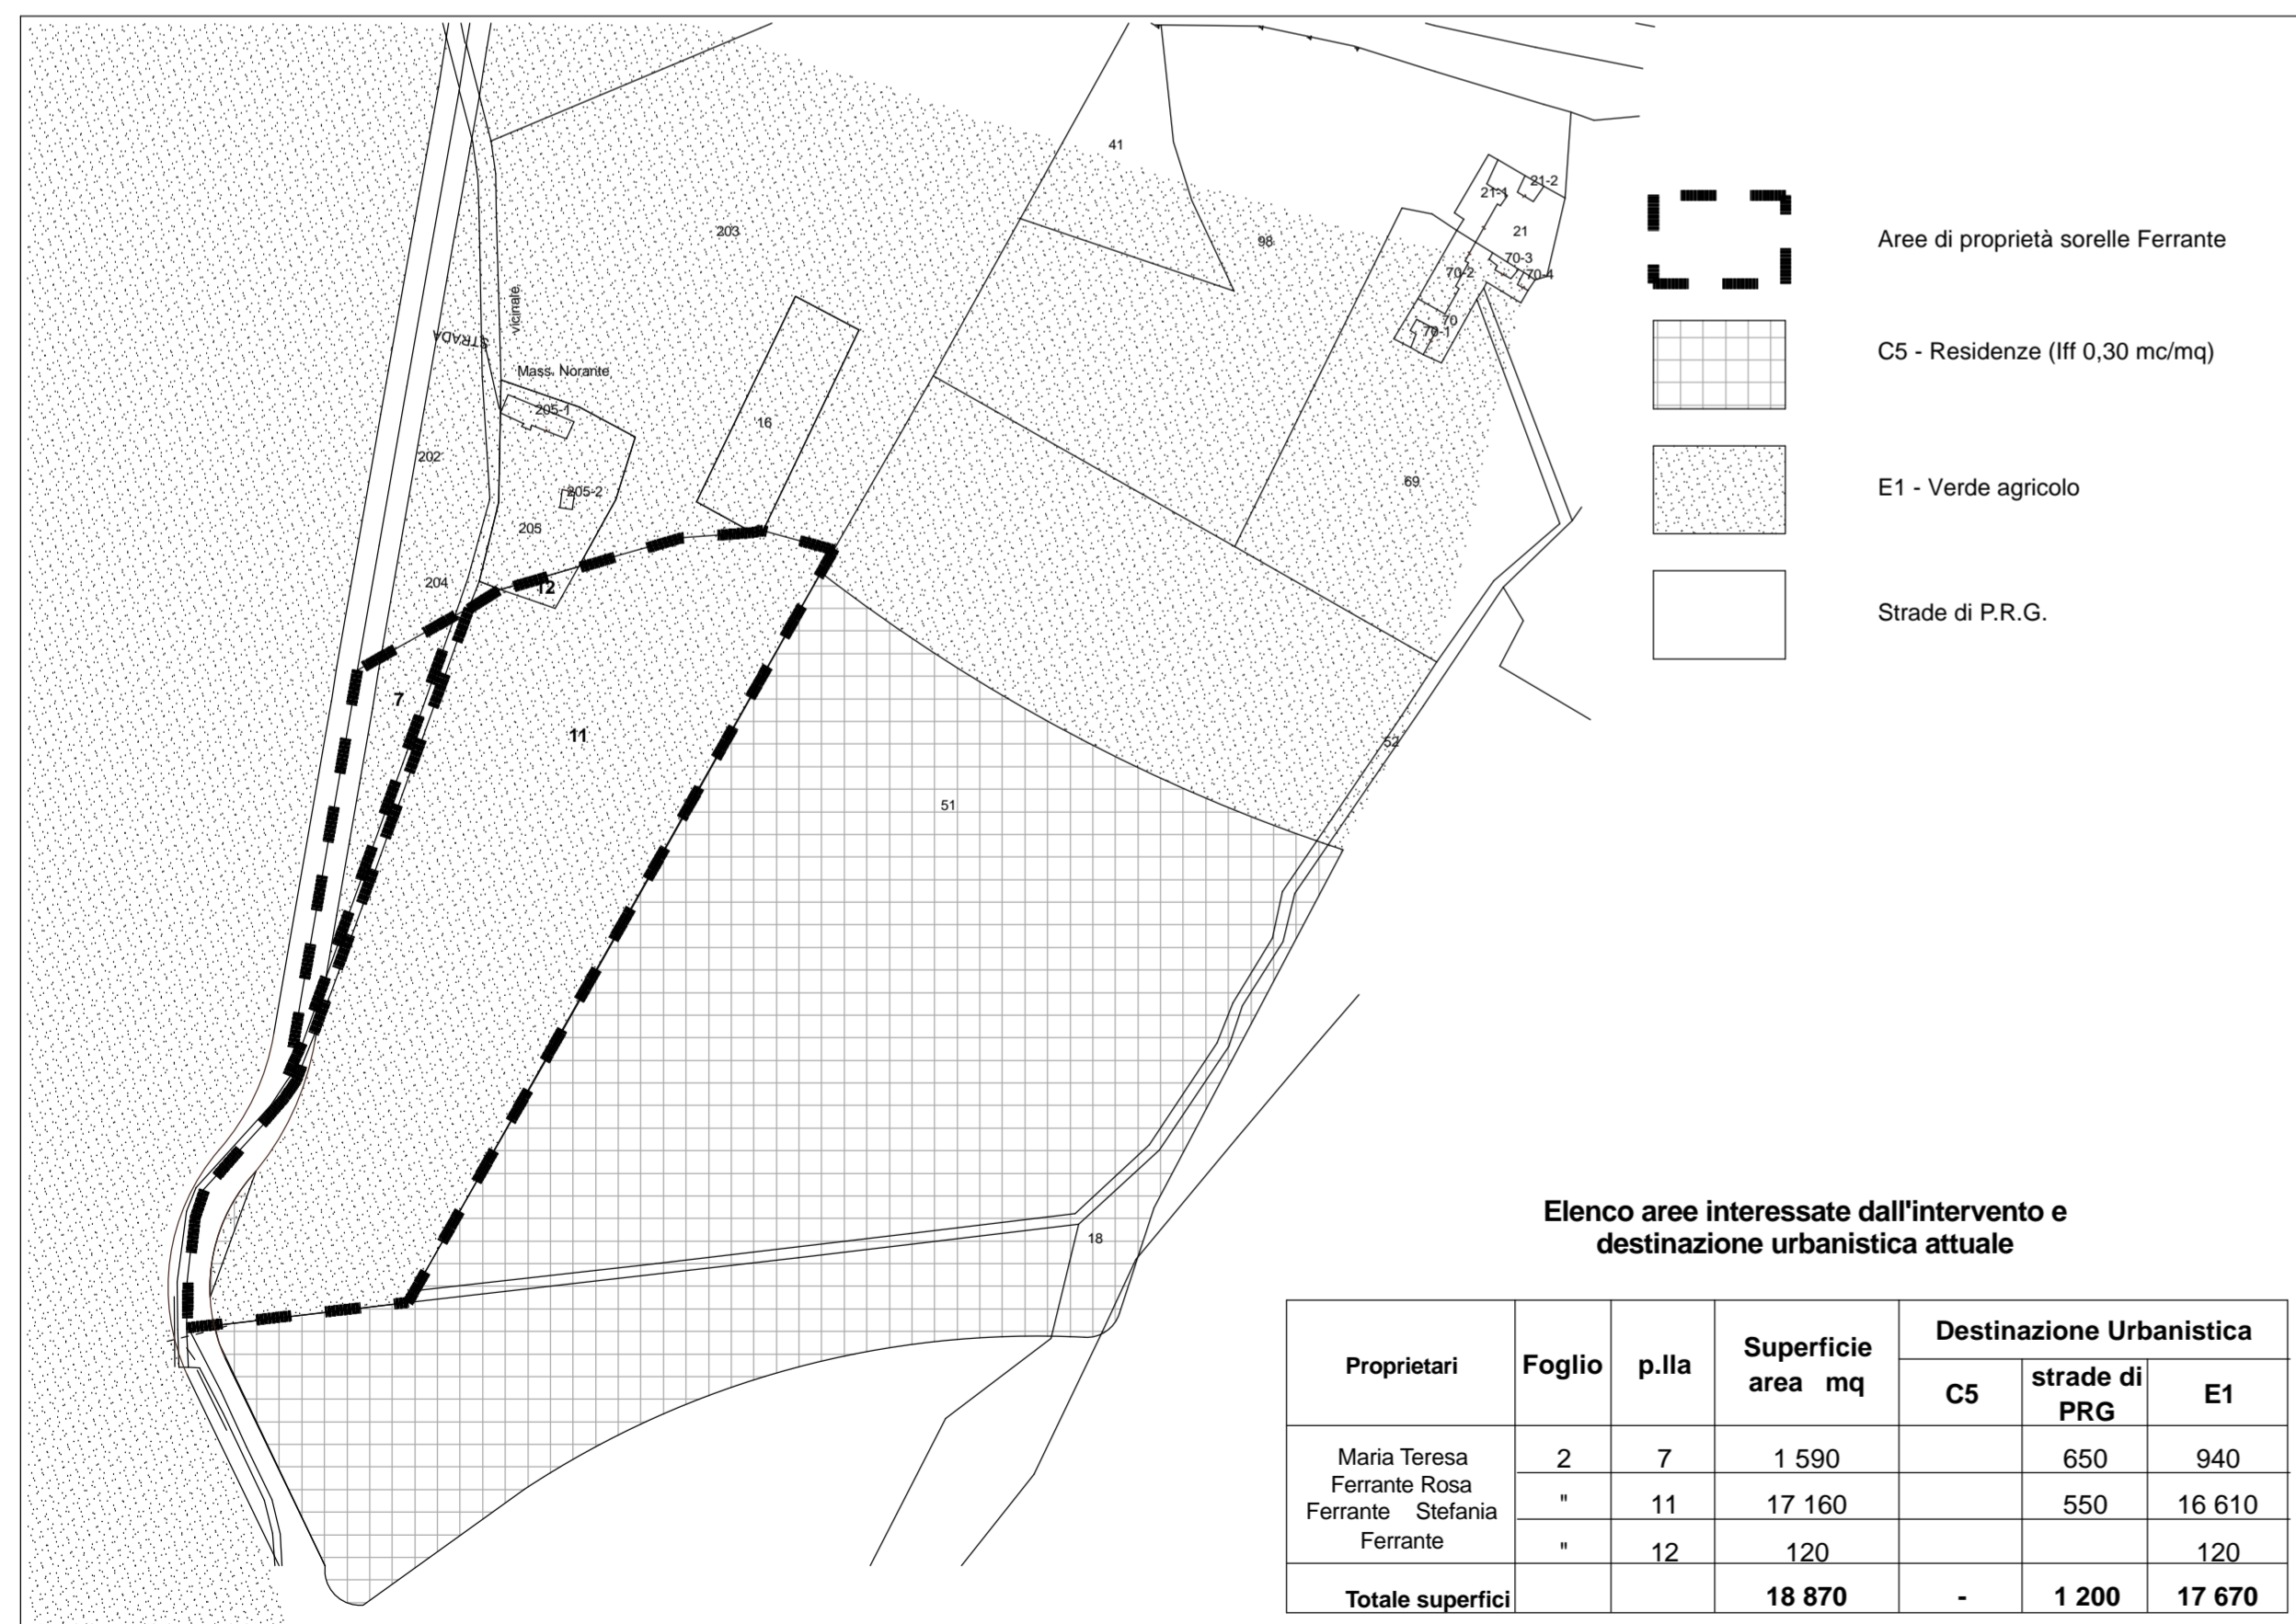 41
21-1
21-2
203
98
21
70-3
70-2
70-4
vicinale
STRADA
70
70-1
Mass. Norante
205-1
16
202
205-2
69
205
204
12
7
11
52
51
18
Aree di proprietà sorelle Ferrante
C5 - Residenze (Iff 0,30 mc/mq)
E1 - Verde agricolo
Strade di P.R.G.
Elenco aree interessate dall'intervento e
destinazione urbanistica attuale
Proprietari Foglio p.lla Superficie area mq Destinazione Urbanistica
C5 strade di PRG E1
Maria Teresa
Ferrante Rosa
Ferrante Stefania
Ferrante
2 7 1 590 650 940
" 11 17 160 550 16 610
" 12 120 120
Totale superfici 18 870 - 1 200 17 670